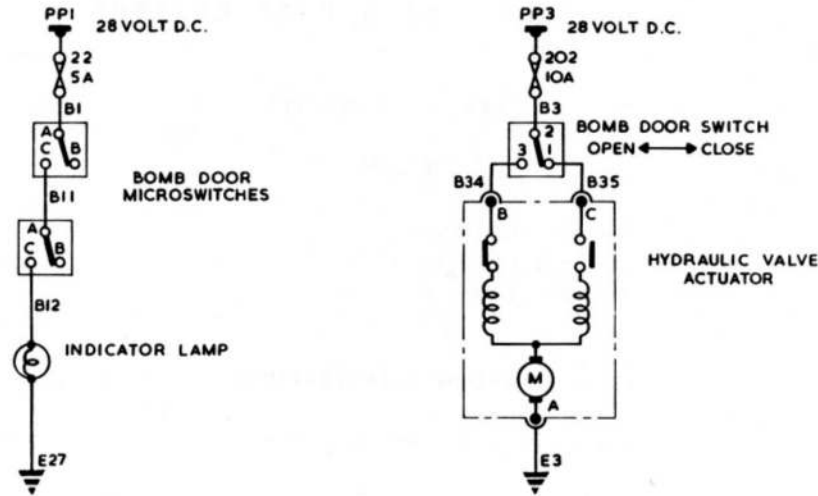 PP1
28 VOLT D.C.
22
5A
B1
A
C B
BOMB DOOR
MICROSWITCHES
B11
A
C B
B12
INDICATOR LAMP
E27
PP3
28 VOLT D.C.
202
10A
B3
2
3 1
BOMB DOOR SWITCH
OPEN CLOSE
B34 B35
B C
HYDRAULIC VALVE
ACTUATOR
M
A
E3